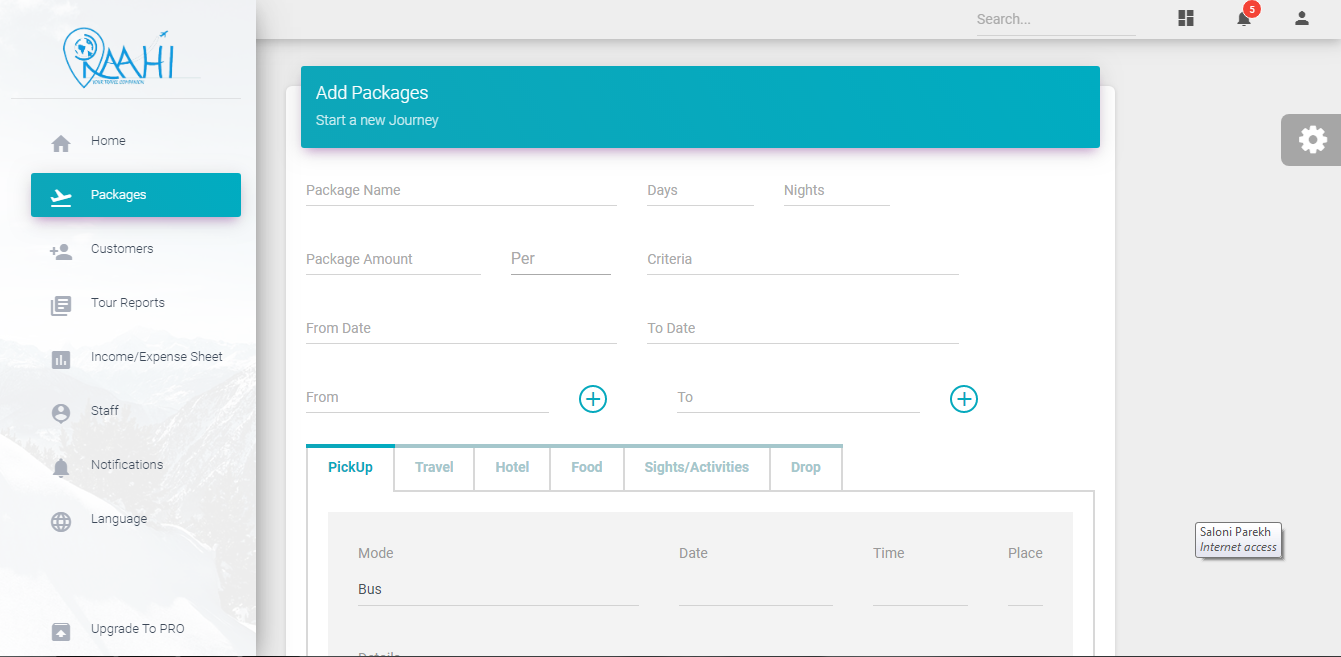 RAAHI
YOUR TRAVEL COMPANION
Search...
5
Home
Packages
Customers
Tour Reports
Income/Expense Sheet
Staff
Notifications
Language
Upgrade To PRO
Add Packages
Start a new Journey
Package Name Days Nights
Package Amount Per Criteria
From Date To Date
From To
PickUp Travel Hotel Food Sights/Activities Drop
Mode Date Time Place
Bus
Details
Saloni Parekh
Internet access